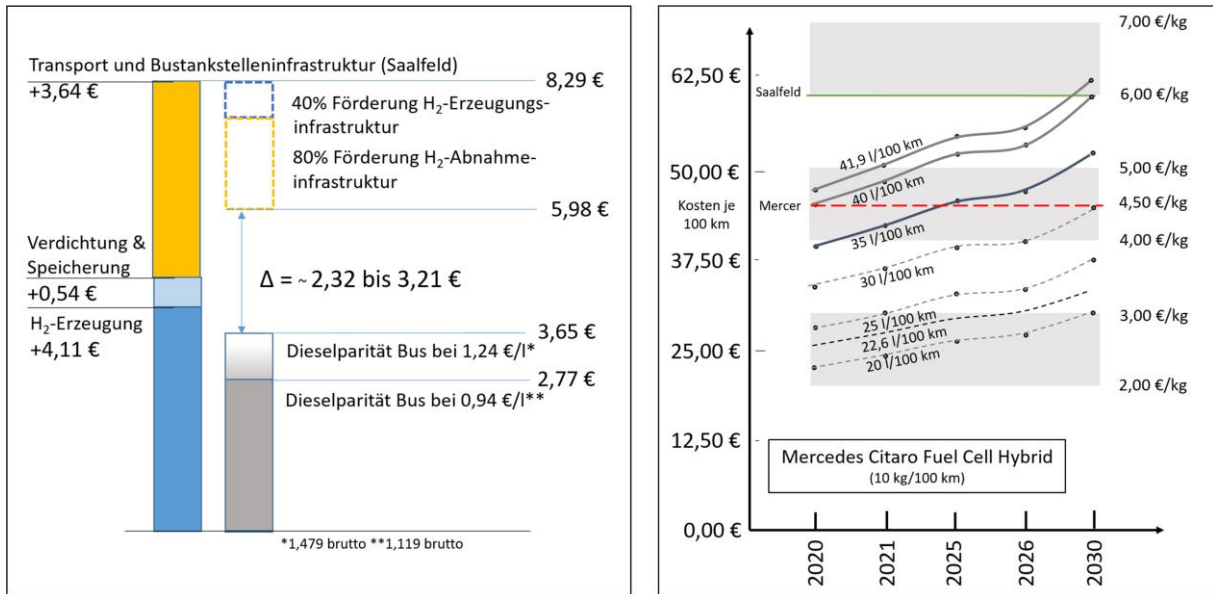 Transport und Bustankstelleninfrastruktur (Saalfeld)
+3,64 €
8,29 €
40% Förderung H₂-Erzeugungs-
infrastruktur
80% Förderung H₂-Abnahme-
infrastruktur
5,98 €
Verdichtung &
Speicherung
+0,54 €
Δ = ~ 2,32 bis 3,21 €
H₂-Erzeugung
+4,11 €
3,65 €
Dieselparität Bus bei 1,24 €/l*
2,77 €
Dieselparität Bus bei 0,94 €/l**
*1,479 brutto **1,119 brutto
7,00 €/kg
62,50 €
Saalfeld
6,00 €/kg
41,9 l/100 km
50,00 €
5,00 €/kg
40 l/100 km
Kosten je
100 km
Mercer
4,50 €/kg
35 l/100 km
4,00 €/kg
37,50 €
30 l/100 km
25 l/100 km
3,00 €/kg
22,6 l/100 km
25,00 €
20 l/100 km
2,00 €/kg
12,50 €
Mercedes Citaro Fuel Cell Hybrid
(10 kg/100 km)
0,00 €
2020
2021
2025
2026
2030